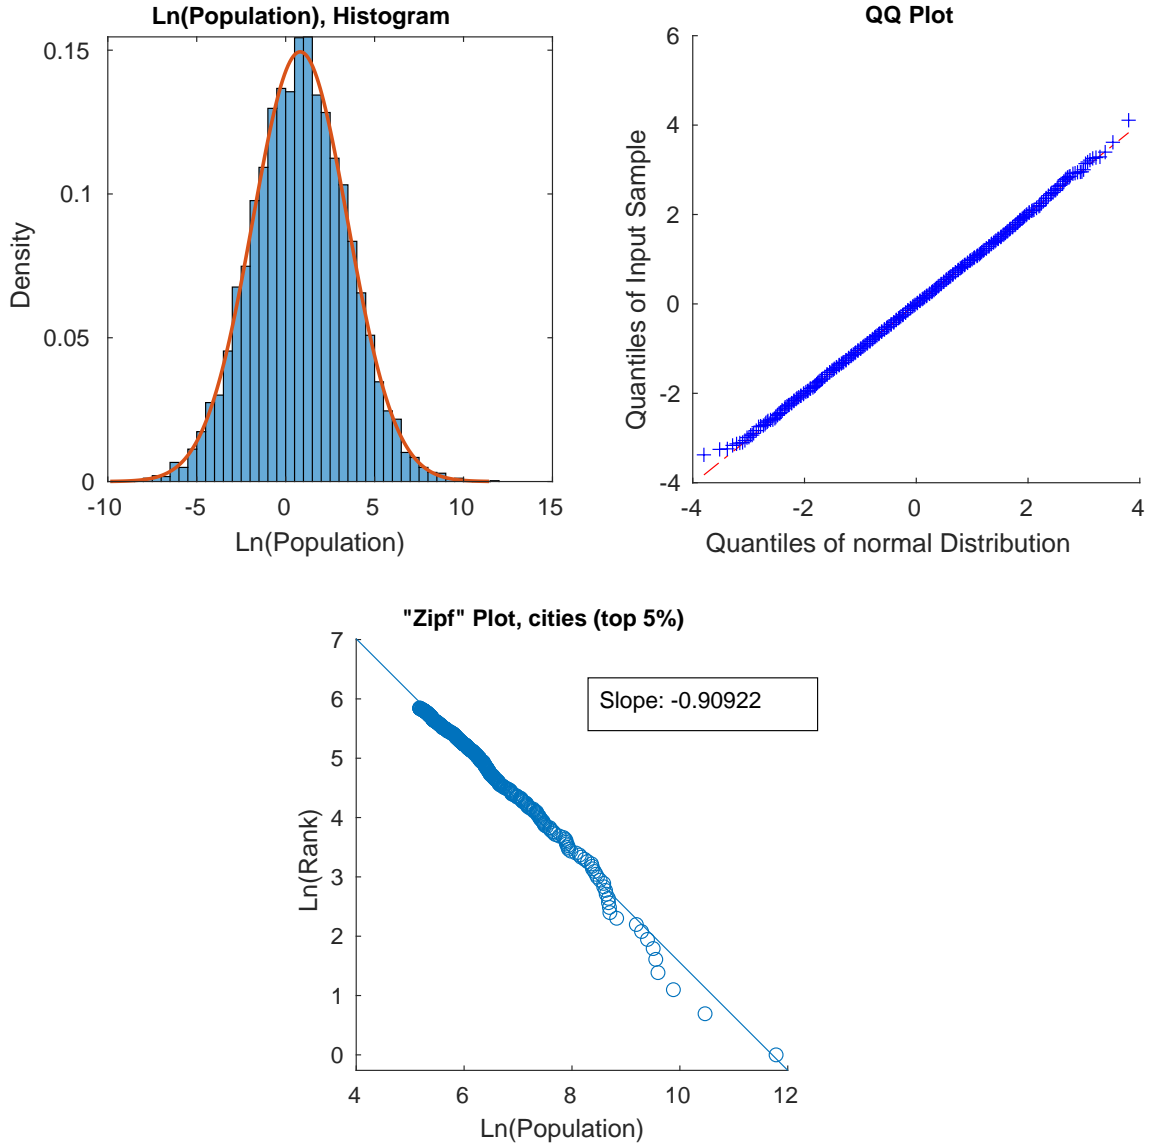 Ln(Population), Histogram
0.15
0.1
0.05
0
Density
-10 -5 0 5 10 15
Ln(Population)
QQ Plot
6
4
2
0
-2
-4
Quantiles of Input Sample
-4 -2 0 2 4
Quantiles of normal Distribution
"Zipf" Plot, cities (top 5%)
7
6
5
4
3
2
1
0
Ln(Rank)
Slope: -0.90922
4 6 8 10 12
Ln(Population)